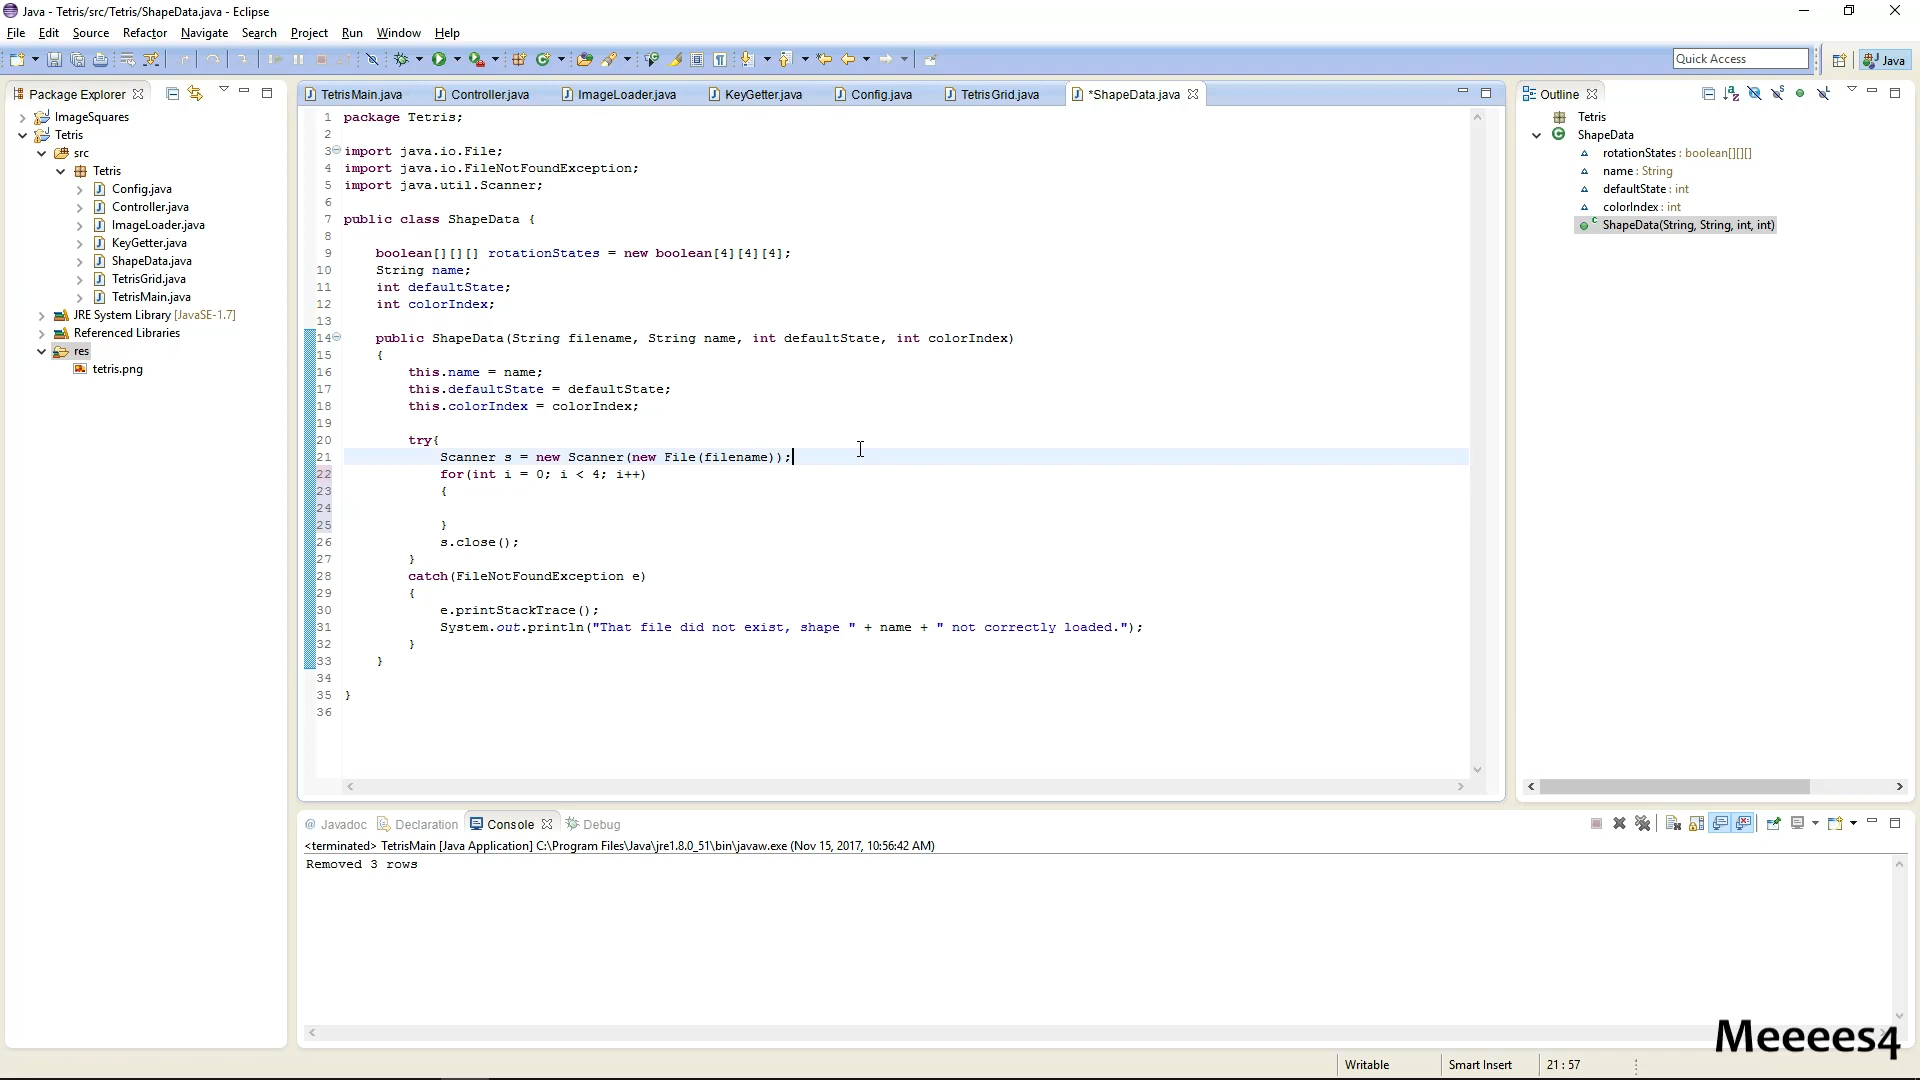 Java - Tetris/src/Tetris/ShapeData.java - Eclipse
File Edit Source Refactor Navigate Search Project Run Window Help
Quick Access
Java
Package Explorer
ImageSquares
Tetris
src
Tetris
Config.java
Controller.java
ImageLoader.java
KeyGetter.java
ShapeData.java
TetrisGrid.java
TetrisMain.java
JRE System Library [JavaSE-1.7]
Referenced Libraries
res
tetris.png
TetrisMain.java Controller.java ImageLoader.java KeyGetter.java Config.java TetrisGrid.java *ShapeData.java
1 package Tetris;
2
3 import java.io.File;
4 import java.io.FileNotFoundException;
5 import java.util.Scanner;
6
7 public class ShapeData {
8
9 boolean[][][] rotationStates = new boolean[4][4][4];
10 String name;
11 int defaultState;
12 int colorIndex;
13
14 public ShapeData(String filename, String name, int defaultState, int colorIndex)
15 {
16 this.name = name;
17 this.defaultState = defaultState;
18 this.colorIndex = colorIndex;
19
20 try{
21 Scanner s = new Scanner(new File(filename));
22 for(int i = 0; i < 4; i++)
23 {
24
25 }
26 s.close();
27 }
28 catch(FileNotFoundException e)
29 {
30 e.printStackTrace();
31 System.out.println("That file did not exist, shape " + name + " not correctly loaded.");
32 }
33 }
34
35 }
36
Outline
Tetris
ShapeData
rotationStates : boolean[][][]
name : String
defaultState : int
colorIndex : int
ShapeData(String, String, int, int)
@ Javadoc Declaration Console Debug
<terminated> TetrisMain [Java Application] C:\Program Files\Java\jre1.8.0_51\bin\javaw.exe (Nov 15, 2017, 10:56:42 AM)
Removed 3 rows
Meeees4
Writable Smart Insert 21 : 57